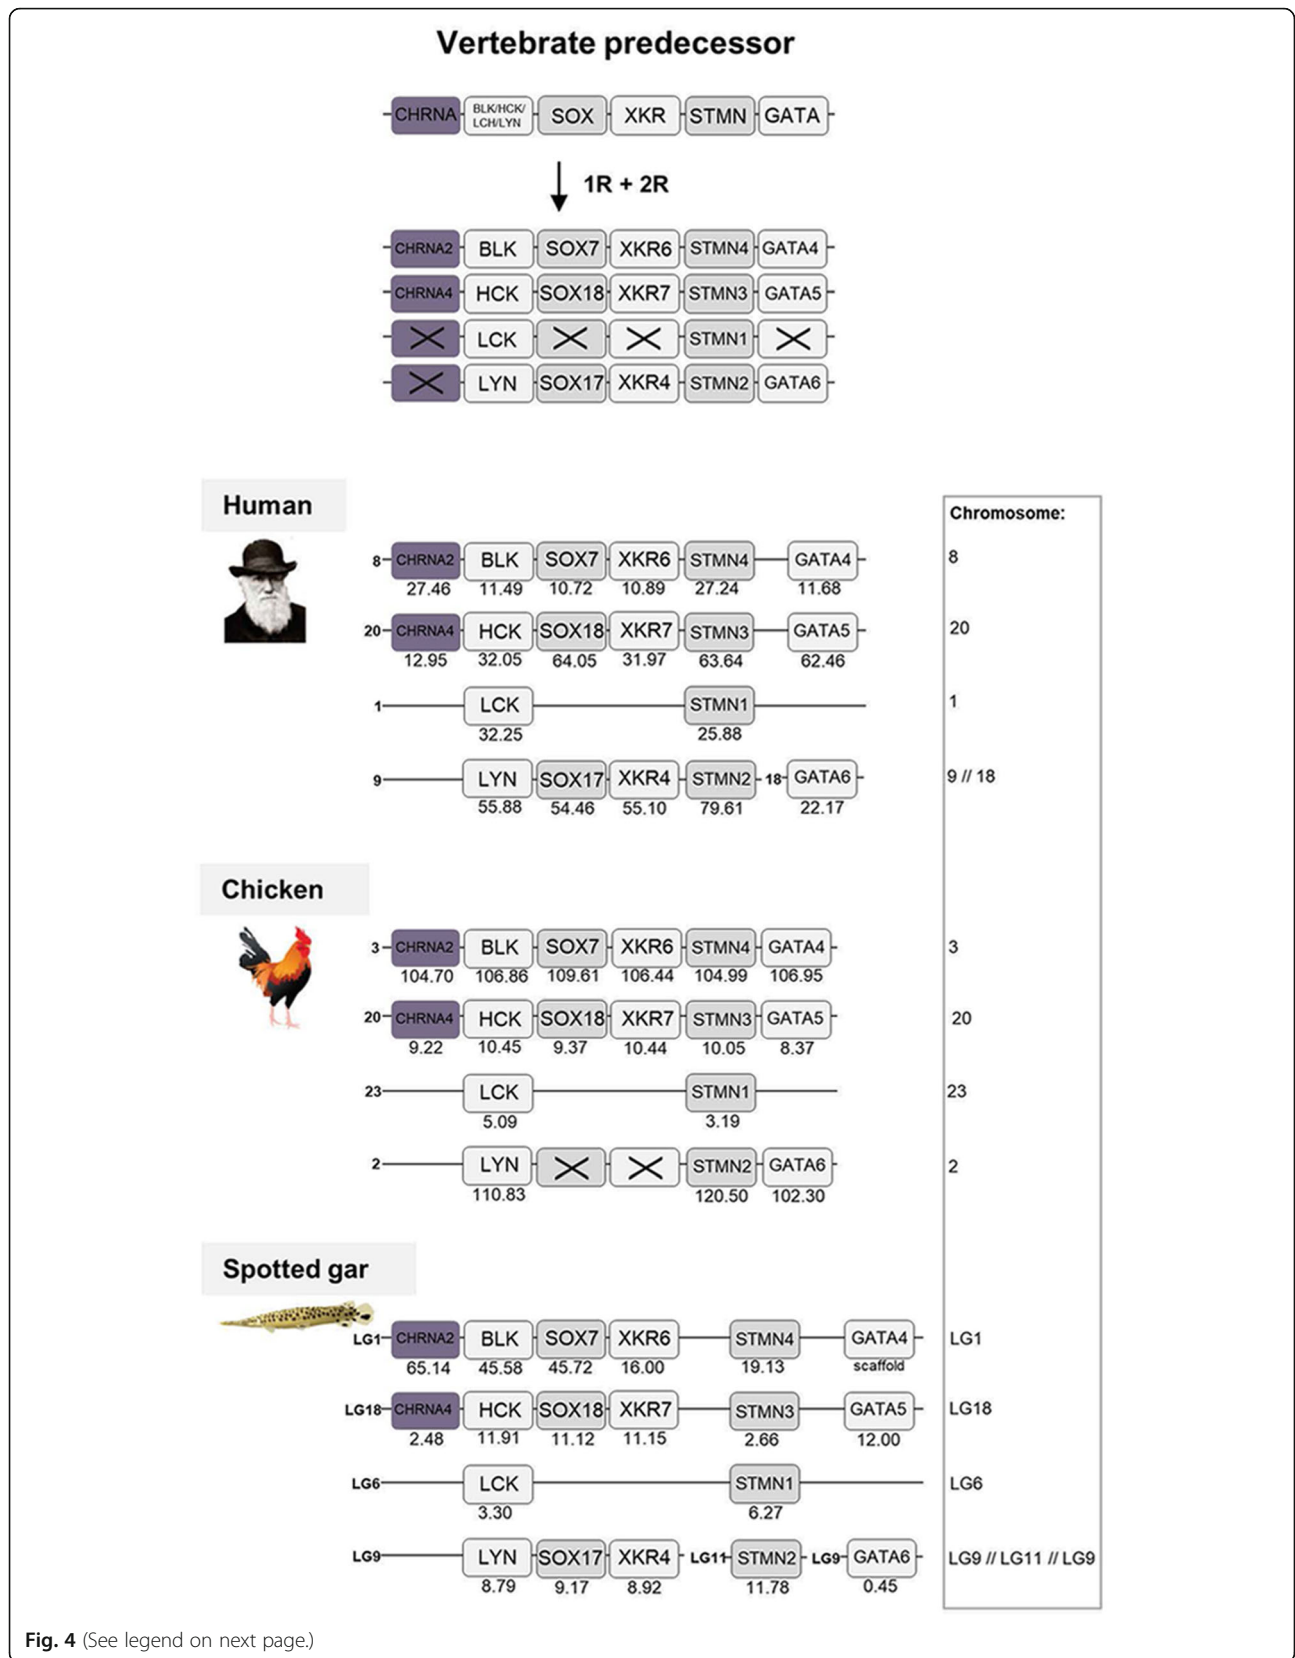 Vertebrate predecessor
CHRNA BLK/HCK/ LCH/LYN SOX XKR STMN GATA
1R + 2R
CHRNA2 BLK SOX7 XKR6 STMN4 GATA4
CHRNA4 HCK SOX18 XKR7 STMN3 GATA5
LCK STMN1
LYN SOX17 XKR4 STMN2 GATA6
Human
Chromosome:
8 CHRNA2 BLK SOX7 XKR6 STMN4 GATA4 8
27.46 11.49 10.72 10.89 27.24 11.68
20 CHRNA4 HCK SOX18 XKR7 STMN3 GATA5 20
12.95 32.05 64.05 31.97 63.64 62.46
1 LCK STMN1 1
32.25 25.88
9 LYN SOX17 XKR4 STMN2 18 GATA6 9 // 18
55.88 54.46 55.10 79.61 22.17
Chicken
3 CHRNA2 BLK SOX7 XKR6 STMN4 GATA4 3
104.70 106.86 109.61 106.44 104.99 106.95
20 CHRNA4 HCK SOX18 XKR7 STMN3 GATA5 20
9.22 10.45 9.37 10.44 10.05 8.37
23 LCK STMN1 23
5.09 3.19
2 LYN STMN2 GATA6 2
110.83 120.50 102.30
Spotted gar
LG1 CHRNA2 BLK SOX7 XKR6 STMN4 GATA4 LG1
65.14 45.58 45.72 16.00 19.13 scaffold
LG18 CHRNA4 HCK SOX18 XKR7 STMN3 GATA5 LG18
2.48 11.91 11.12 11.15 2.66 12.00
LG6 LCK STMN1 LG6
3.30 6.27
LG9 LYN SOX17 XKR4 LG11 STMN2 LG9 GATA6 LG9 // LG11 // LG9
8.79 9.17 8.92 11.78 0.45
Fig. 4 (See legend on next page.)